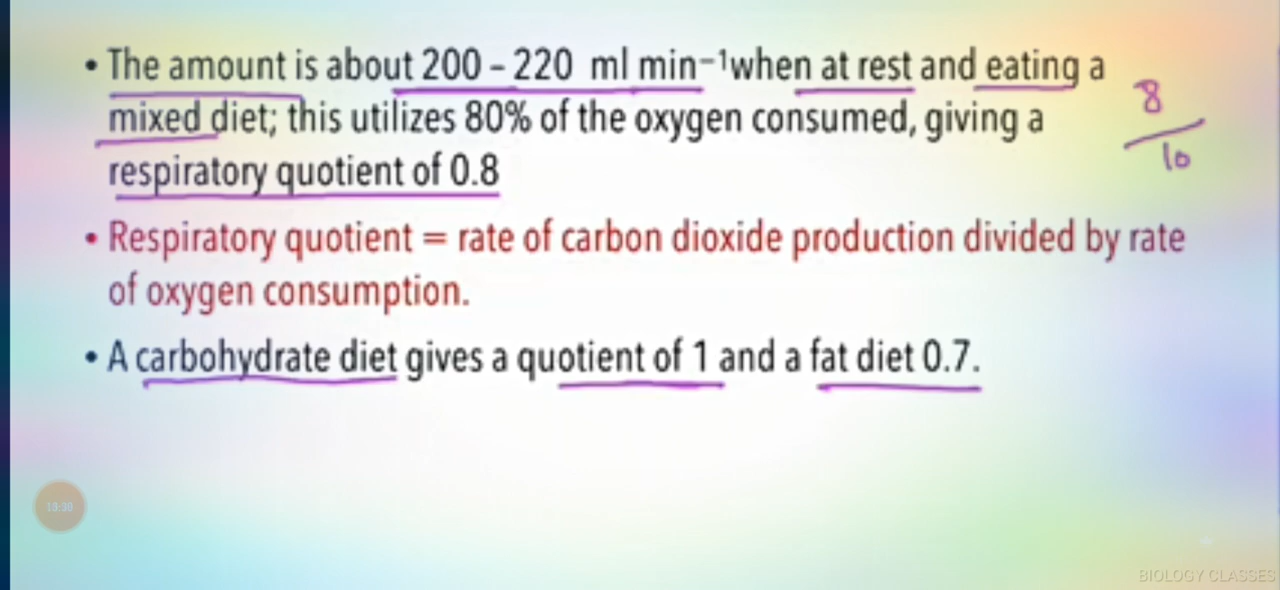 • The amount is about 200 – 220 ml min⁻¹when at rest and eating a
mixed diet; this utilizes 80% of the oxygen consumed, giving a
respiratory quotient of 0.8
8
10
• Respiratory quotient = rate of carbon dioxide production divided by rate
of oxygen consumption.
• A carbohydrate diet gives a quotient of 1 and a fat diet 0.7.
BIOLOGY CLASSES